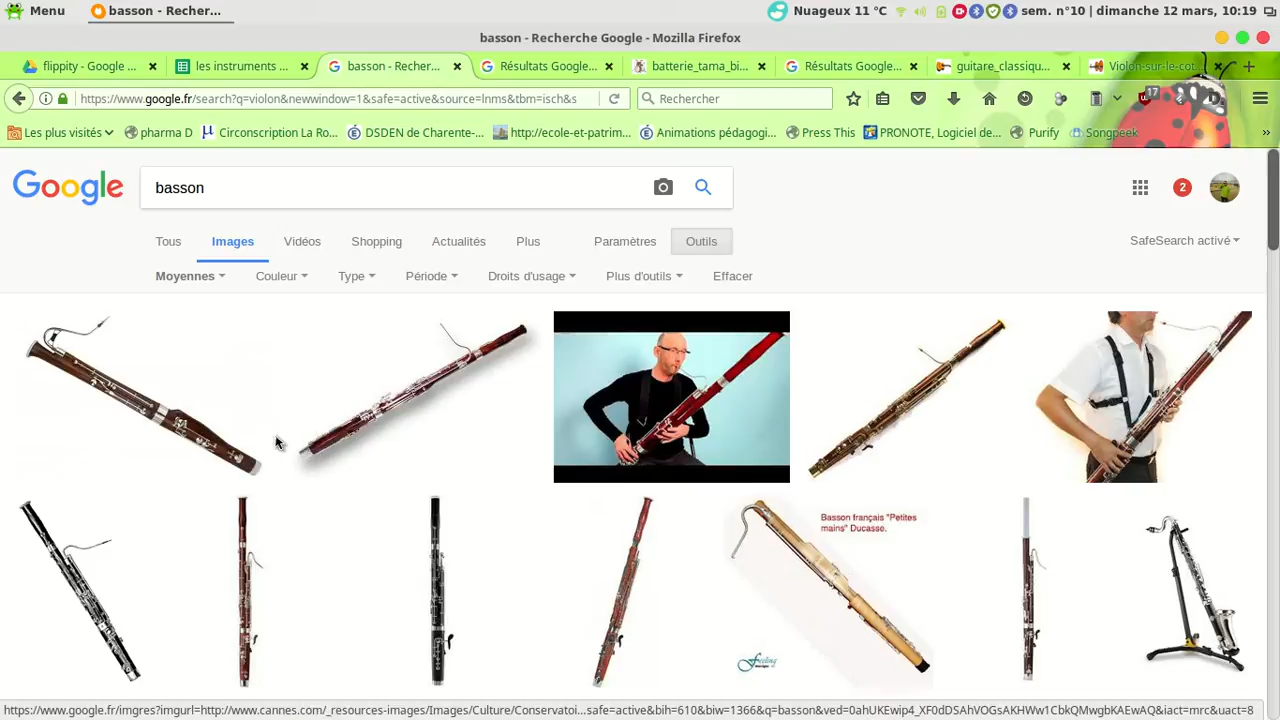 Menu
basson - Recher...
Nuageux 11 °C
sem. n°10 | dimanche 12 mars, 10:19
basson - Recherche Google - Mozilla Firefox
flippity - Google ...
les instruments
basson - Recher...
Résultats Google...
batterie_tama_bi...
Résultats Google...
guitare_classiqu...
Violon-sur-le-cot
https://www.google.fr/search?q=violon&newwindow=1&safe=active&source=lnms&tbm=isch&s
Rechercher
17
Les plus visités
pharma D
Circonscription La Ro...
DSDEN de Charente-...
http://ecole-et-patrim...
Animations pédagogi...
Press This
PRONOTE, Logiciel de...
Purify
Songpeek
»
Google
basson
2
Tous
Images
Vidéos
Shopping
Actualités
Plus
Paramètres
Outils
SafeSearch activé
Moyennes
Couleur
Type
Période
Droits d'usage
Plus d'outils
Effacer
Basson français "Petites
mains" Ducasse.
Feeling
https://www.google.fr/imgres?imgurl=http://www.cannes.com/_resources-images/Images/Culture/Conservatoi...safe=active&bih=610&biw=1366&q=basson&ved=0ahUKEwip4_XF0dDSAhVOGsAKHWw1CbkQMwgbKAEwAQ&iact=mrc&uact=8